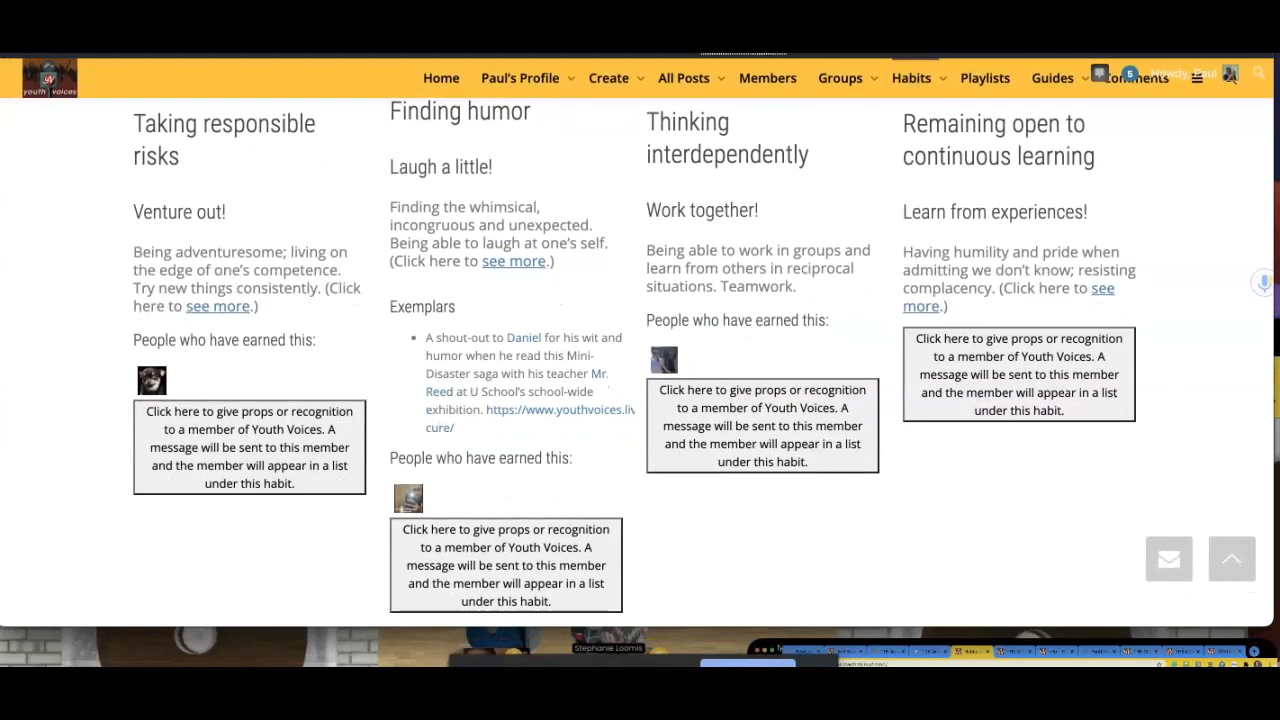 youth voices
Home
Paul's Profile
Create
All Posts
Members
Groups
Habits
Playlists
Guides
5
Howdy, Paul
Comments
Taking responsible
risks
Venture out!
Being adventuresome; living on
the edge of one's competence.
Try new things consistently. (Click
here to see more.)
People who have earned this:
Click here to give props or recognition
to a member of Youth Voices. A
message will be sent to this member
and the member will appear in a list
under this habit.
Finding humor
Laugh a little!
Finding the whimsical,
incongruous and unexpected.
Being able to laugh at one's self.
(Click here to see more.)
Exemplars
• A shout-out to Daniel for his wit and
humor when he read this Mini-
Disaster saga with his teacher Mr.
Reed at U School's school-wide
exhibition. https://www.youthvoices.liv
cure/
People who have earned this:
Click here to give props or recognition
to a member of Youth Voices. A
message will be sent to this member
and the member will appear in a list
under this habit.
Thinking
interdependently
Work together!
Being able to work in groups and
learn from others in reciprocal
situations. Teamwork.
People who have earned this:
Click here to give props or recognition
to a member of Youth Voices. A
message will be sent to this member
and the member will appear in a list
under this habit.
Remaining open to
continuous learning
Learn from experiences!
Having humility and pride when
admitting we don't know; resisting
complacency. (Click here to see
more.)
Click here to give props or recognition
to a member of Youth Voices. A
message will be sent to this member
and the member will appear in a list
under this habit.
Stephanie Loomis